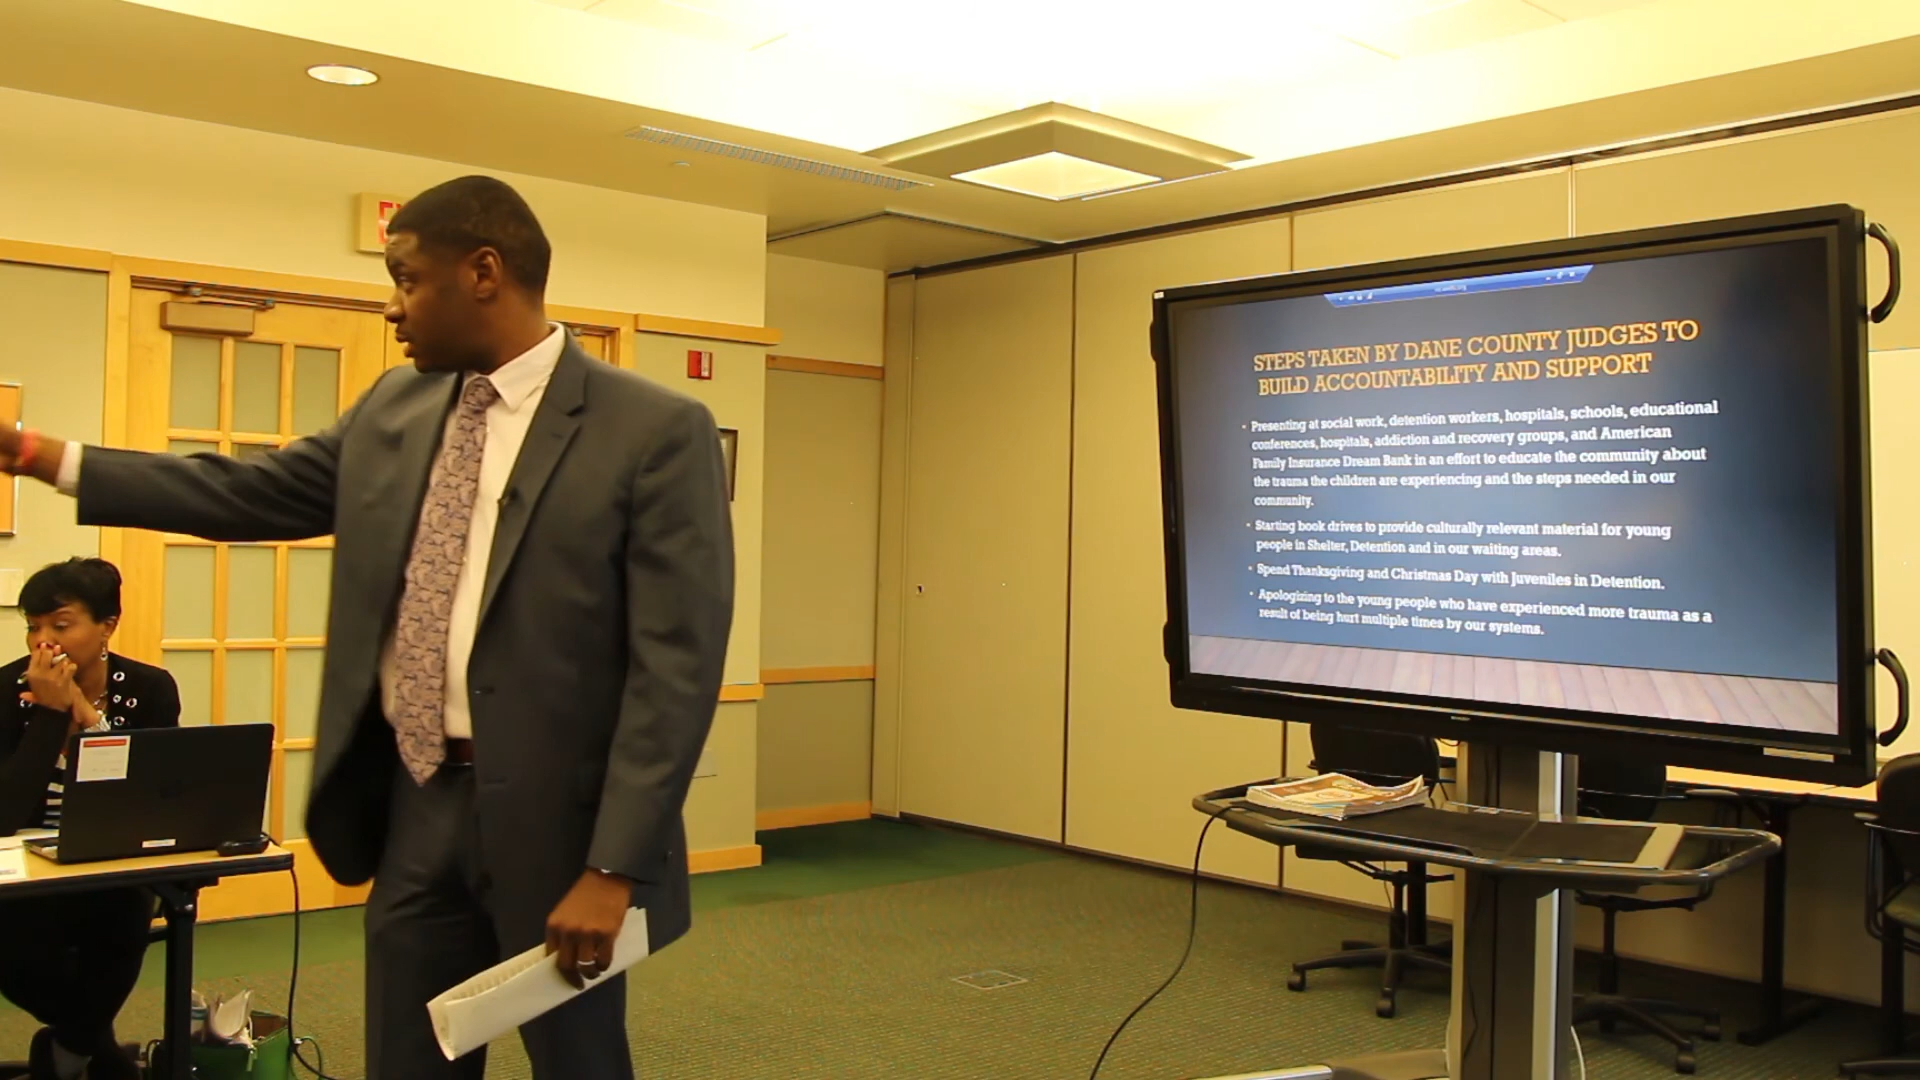 STEPS TAKEN BY DANE COUNTY JUDGES TO
BUILD ACCOUNTABILITY AND SUPPORT
• Presenting at social work, detention workers, hospitals, schools, educational
conferences, hospitals, addiction and recovery groups, and American
Family Insurance Dream Bank in an effort to educate the community about
the trauma the children are experiencing and the steps needed in our
community.
• Starting book drives to provide culturally relevant material for young
people in Shelter, Detention and in our waiting areas.
• Spend Thanksgiving and Christmas Day with Juveniles in Detention.
• Apologizing to the young people who have experienced more trauma as a
result of being hurt multiple times by our systems.